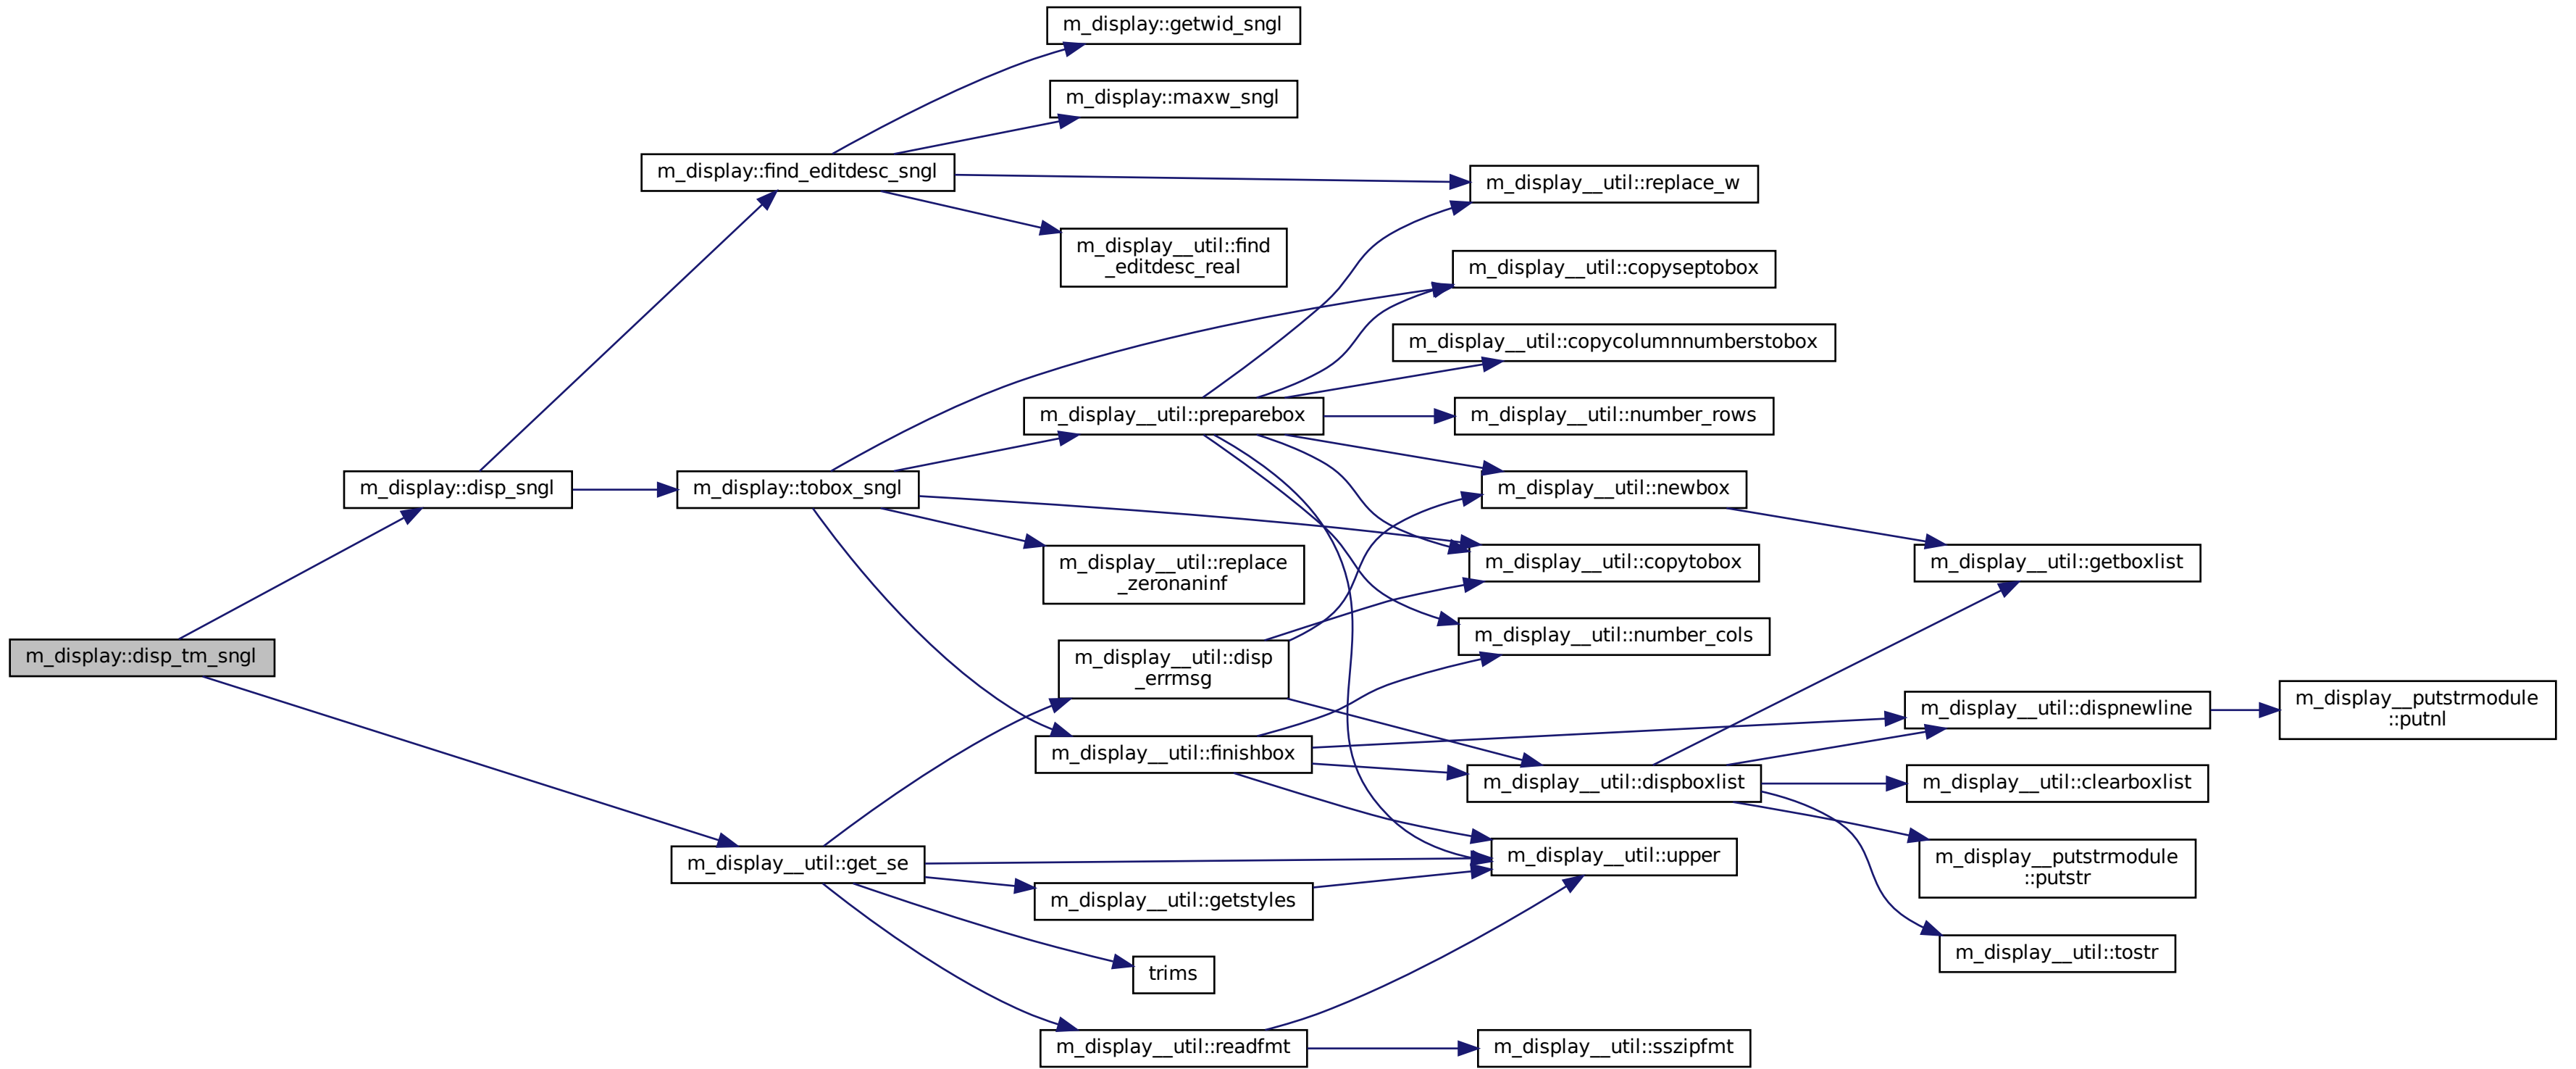 m_display::getwid_sngl
m_display::maxw_sngl
m_display::find_editdesc_sngl
m_display__util::replace_w
m_display__util::find
_editdesc_real
m_display__util::copyseptobox
m_display__util::copycolumnnumberstobox
m_display__util::preparebox
m_display__util::number_rows
m_display::disp_sngl
m_display::tobox_sngl
m_display__util::newbox
m_display__util::replace
_zeronaninf
m_display__util::copytobox
m_display__util::getboxlist
m_display__util::number_cols
m_display::disp_tm_sngl
m_display__util::disp
_errmsg
m_display__util::dispnewline
m_display__putstrmodule
::putnl
m_display__util::finishbox
m_display__util::dispboxlist
m_display__util::clearboxlist
m_display__util::get_se
m_display__util::upper
m_display__putstrmodule
::putstr
m_display__util::getstyles
m_display__util::tostr
trims
m_display__util::readfmt
m_display__util::sszipfmt